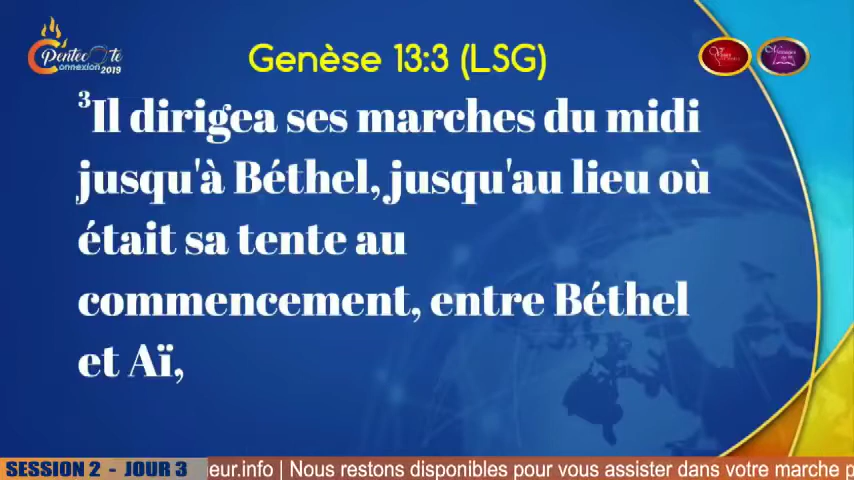 Pentecôte
Connexion 2019
Genèse 13:3 (LSG)
³Il dirigea ses marches du midi
jusqu'à Béthel, jusqu'au lieu où
était sa tente au
commencement, entre Béthel
et Aï,
SESSION 2 - JOUR 3 eur.info | Nous restons disponibles pour vous assister dans votre marche p